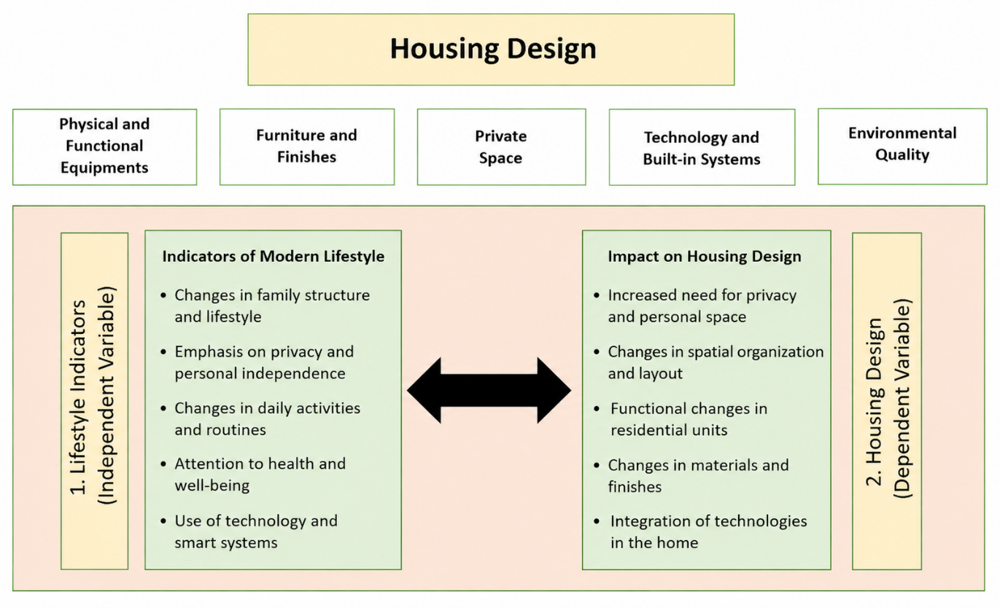 Housing Design
Physical and
Functional
Equipments
Furniture and
Finishes
Private
Space
Technology and
Built-in Systems
Environmental
Quality
1. Lifestyle Indicators
(Independent Variable)
Indicators of Modern Lifestyle
• Changes in family structure
and lifestyle
• Emphasis on privacy and
personal independence
• Changes in daily activities
and routines
• Attention to health and
well-being
• Use of technology and
smart systems
Impact on Housing Design
• Increased need for privacy
and personal space
• Changes in spatial organization
and layout
• Functional changes in
residential units
• Changes in materials and
finishes
• Integration of technologies
in the home
2. Housing Design
(Dependent Variable)